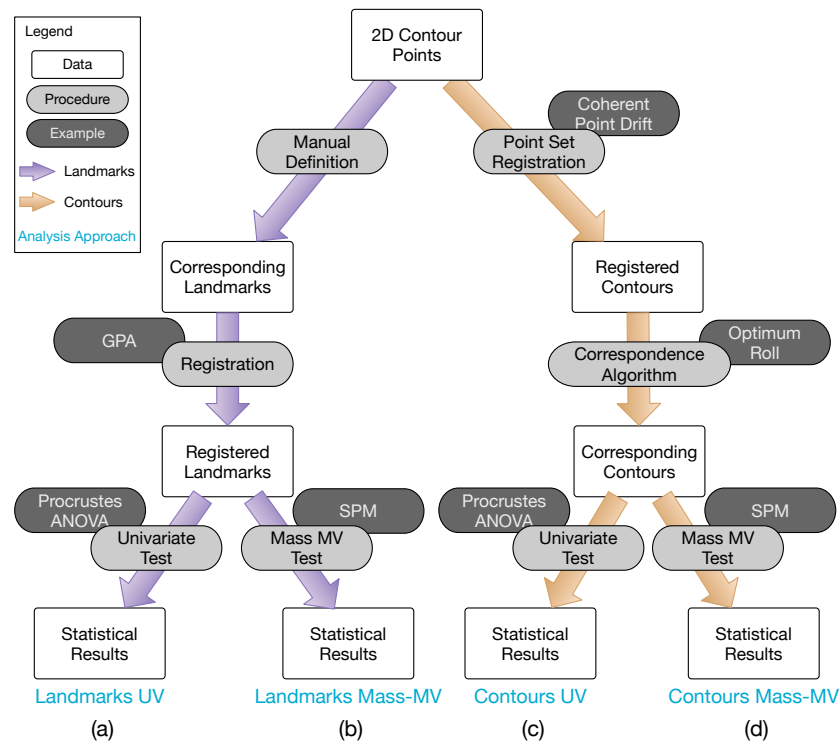 Legend
Data
Procedure
Example
Landmarks
Contours
Analysis Approach
2D Contour
Points
Manual
Definition
Point Set
Registration
Coherent
Point Drift
Corresponding
Landmarks
Registered
Contours
GPA
Registration
Correspondence
Algorithm
Optimum
Roll
Registered
Landmarks
Corresponding
Contours
Procrustes
ANOVA
Univariate
Test
SPM
Mass MV
Test
Procrustes
ANOVA
Univariate
Test
SPM
Mass MV
Test
Statistical
Results
Statistical
Results
Statistical
Results
Statistical
Results
Landmarks UV
Landmarks Mass-MV
Contours UV
Contours Mass-MV
(a)
(b)
(c)
(d)